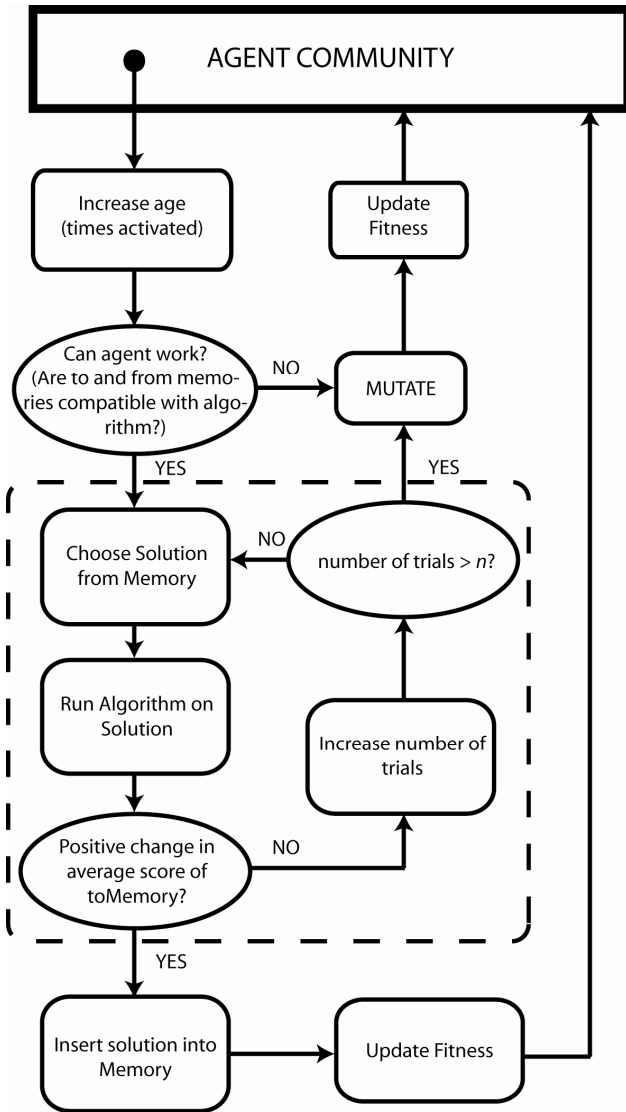 AGENT COMMUNITY
Increase age
(times activated)
Update
Fitness
Can agent work?
(Are to and from memo-
ries compatible with algo-
rithm?)
NO
MUTATE
YES
YES
Choose Solution
from Memory
NO
number of trials > n?
Run Algorithm on
Solution
Increase number of
trials
Positive change in
average score of
toMemory?
NO
YES
Insert solution into
Memory
Update Fitness